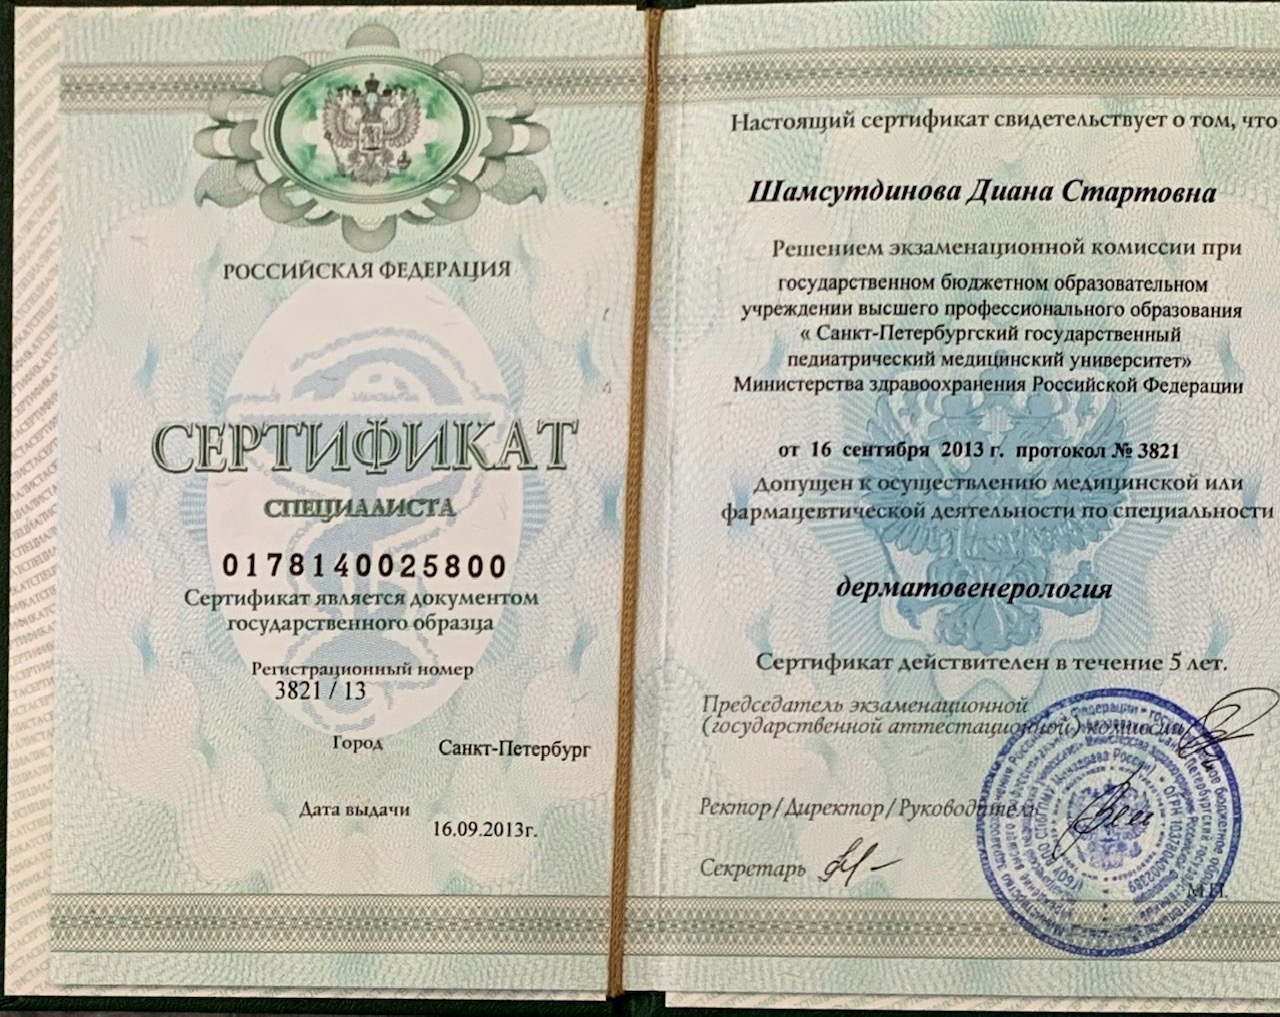 РОССИЙСКАЯ ФЕДЕРАЦИЯ
СЕРТИФИКАТ
СПЕЦИАЛИСТА
0178140025800
Сертификат является документом
государственного образца
Регистрационный номер
3821 / 13
Город Санкт-Петербург
Дата выдачи 16.09.2013г.
Настоящий сертификат свидетельствует о том, что
Шамсутдинова Диана Стартовна
Решением экзаменационной комиссии при
государственном бюджетном образовательном
учреждении высшего профессионального образования
« Санкт-Петербургский государственный
педиатрический медицинский университет»
Министерства здравоохранения Российской Федерации
от 16 сентября 2013 г. протокол № 3821
Допущен к осуществлению медицинской или
фармацевтической деятельности по специальности
дерматовенерология
Сертификат действителен в течение 5 лет.
Председатель экзаменационной
(государственной аттестационной) комиссии
Ректор/Директор/Руководитель
Секретарь
М.П.